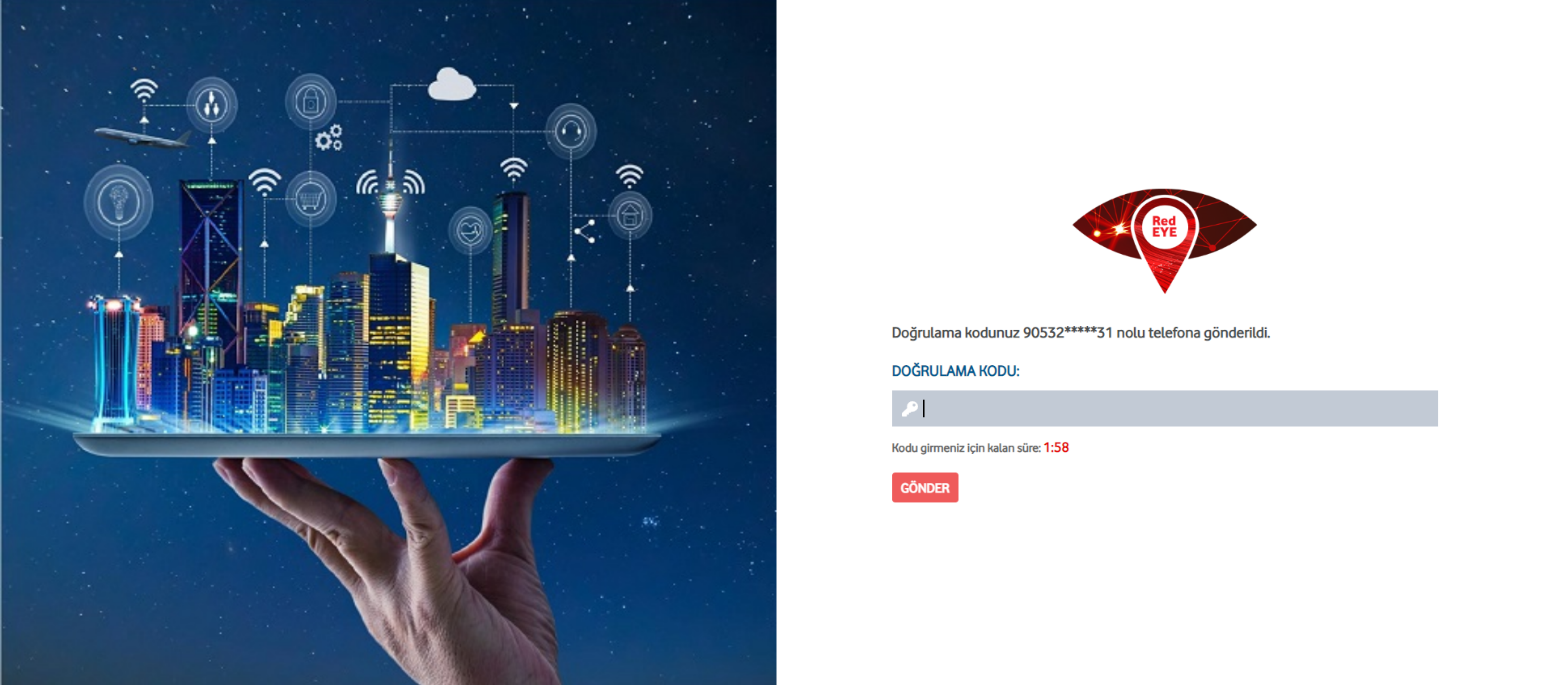 Red
EYE
Doğrulama kodunuz 90532*****31 nolu telefona gönderildi.
DOĞRULAMA KODU:
Kodu girmeniz için kalan süre: 1:58
GÖNDER